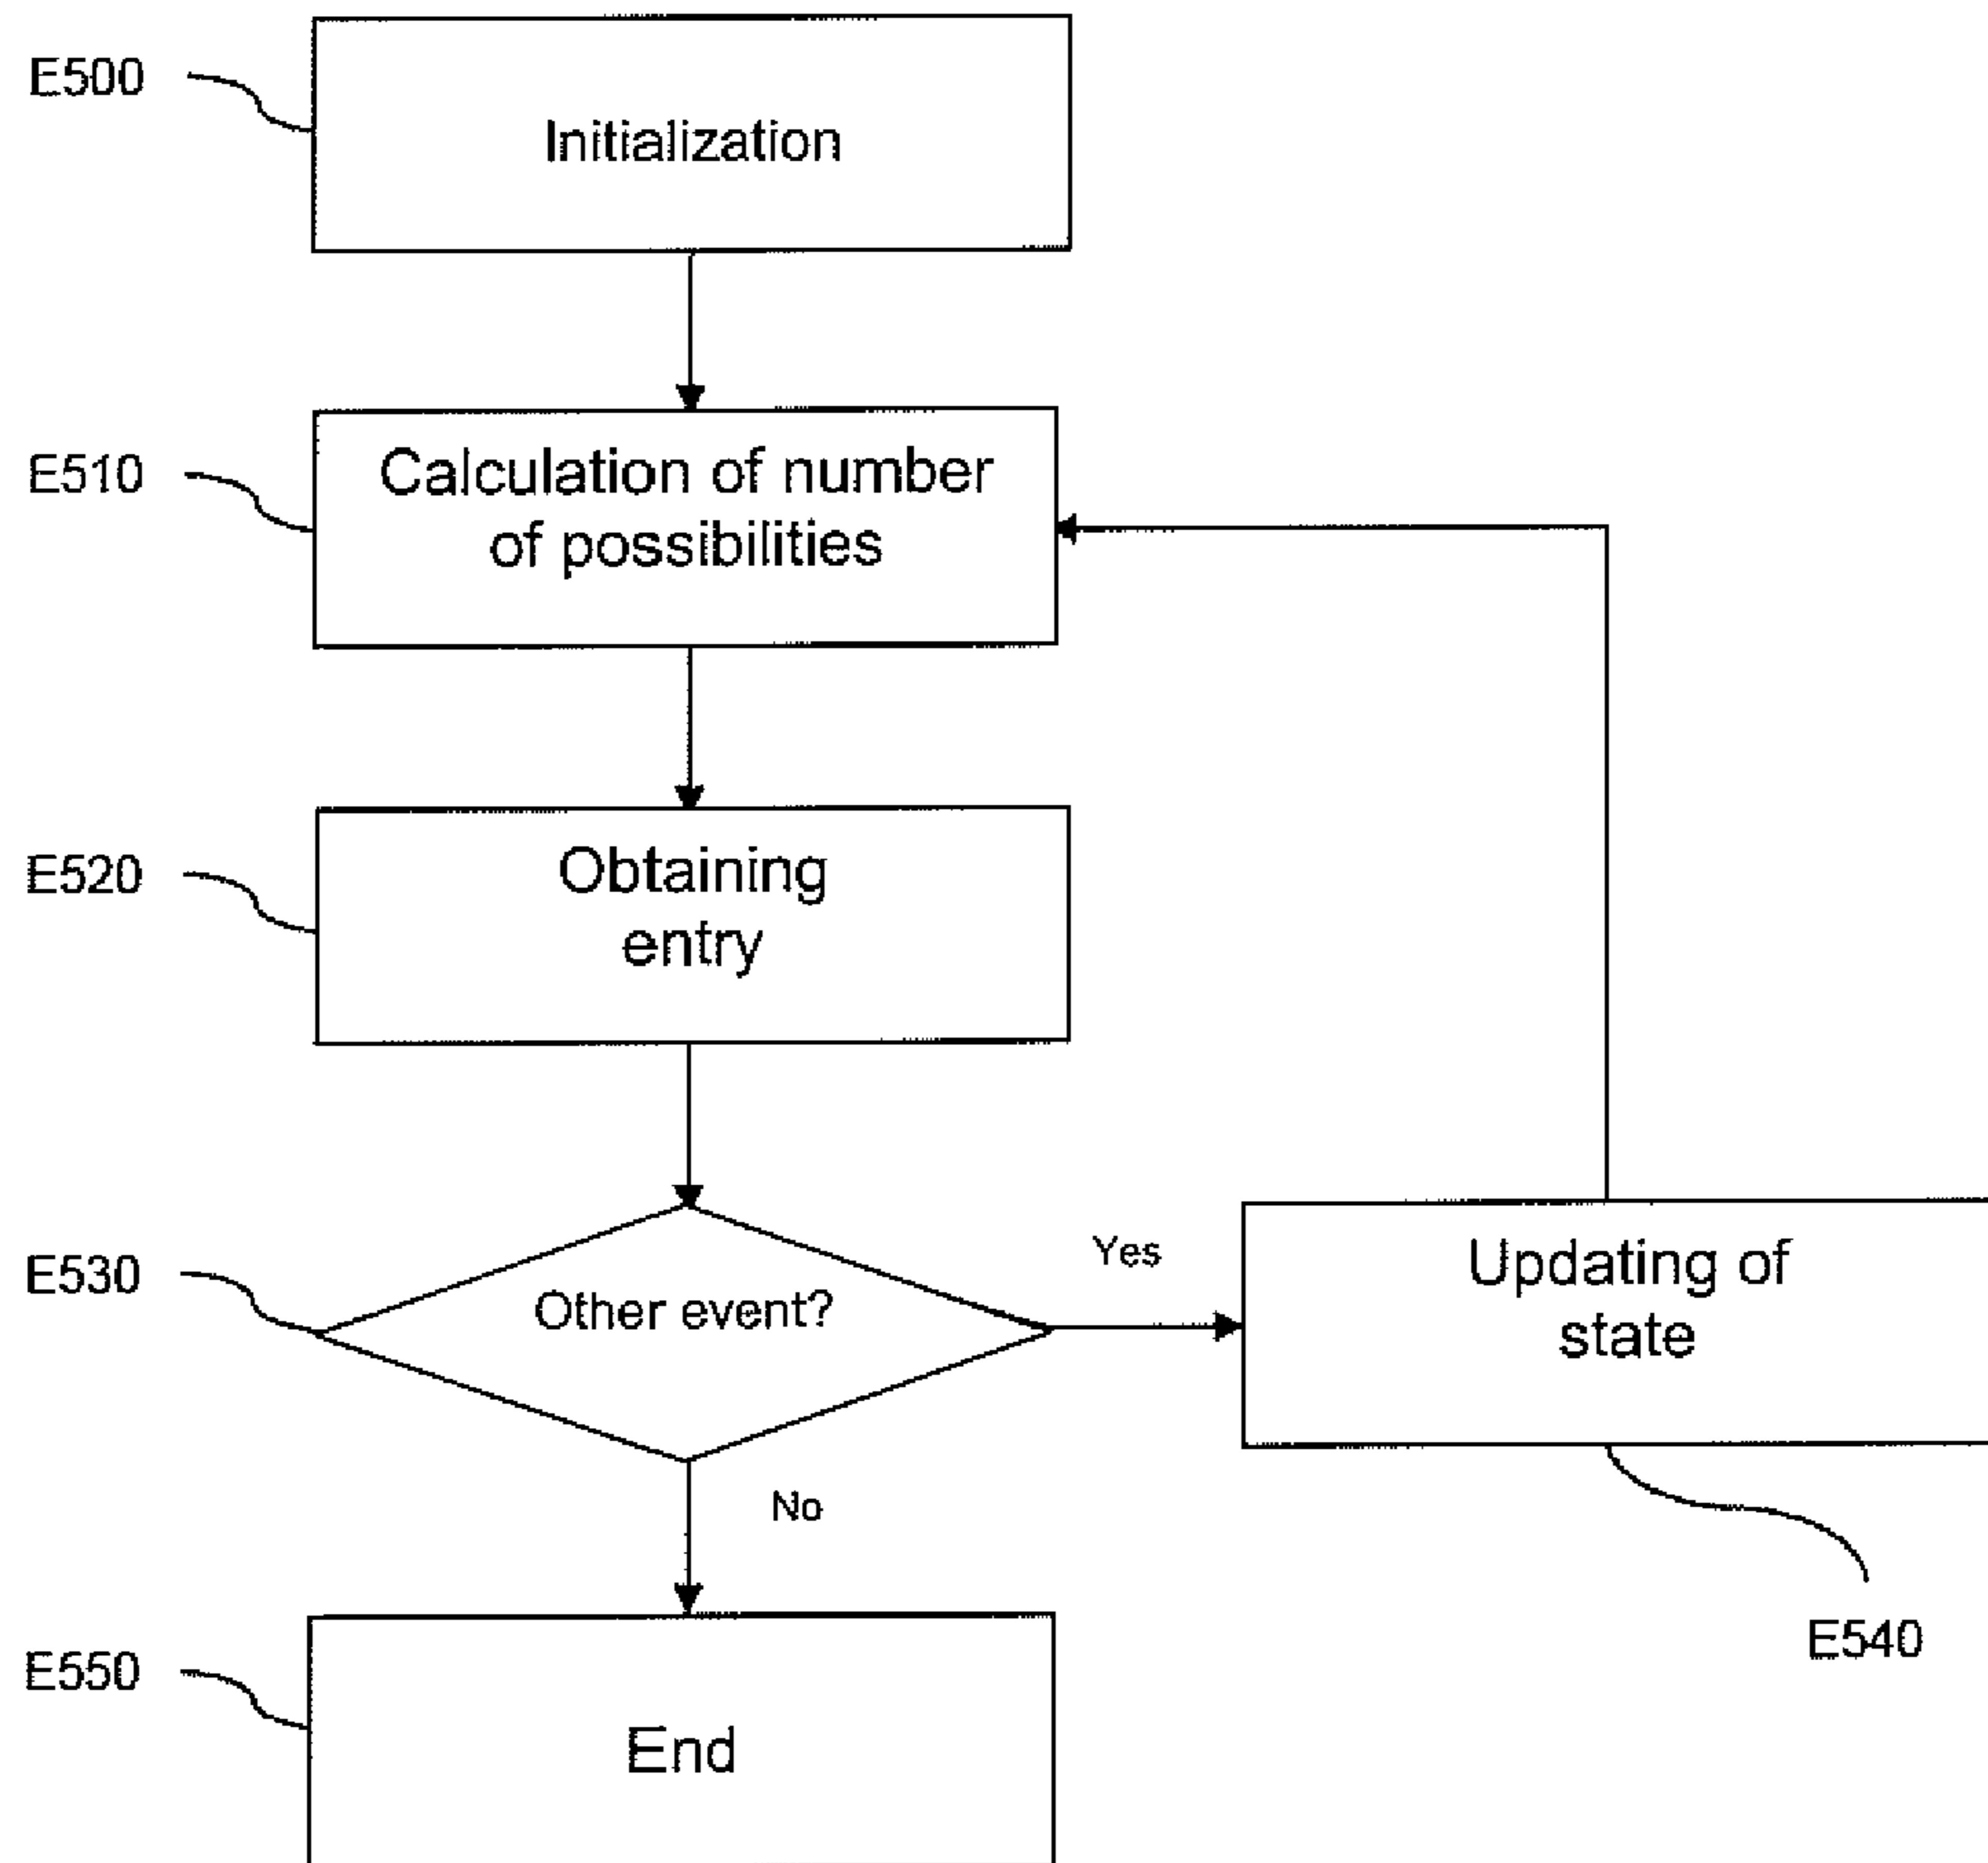 E500
Initialization
E510
Calculation of number
of possibilities
E520
Obtaining
entry
E530
Other event?
Yes
Updating of
state
No
E540
E550
End